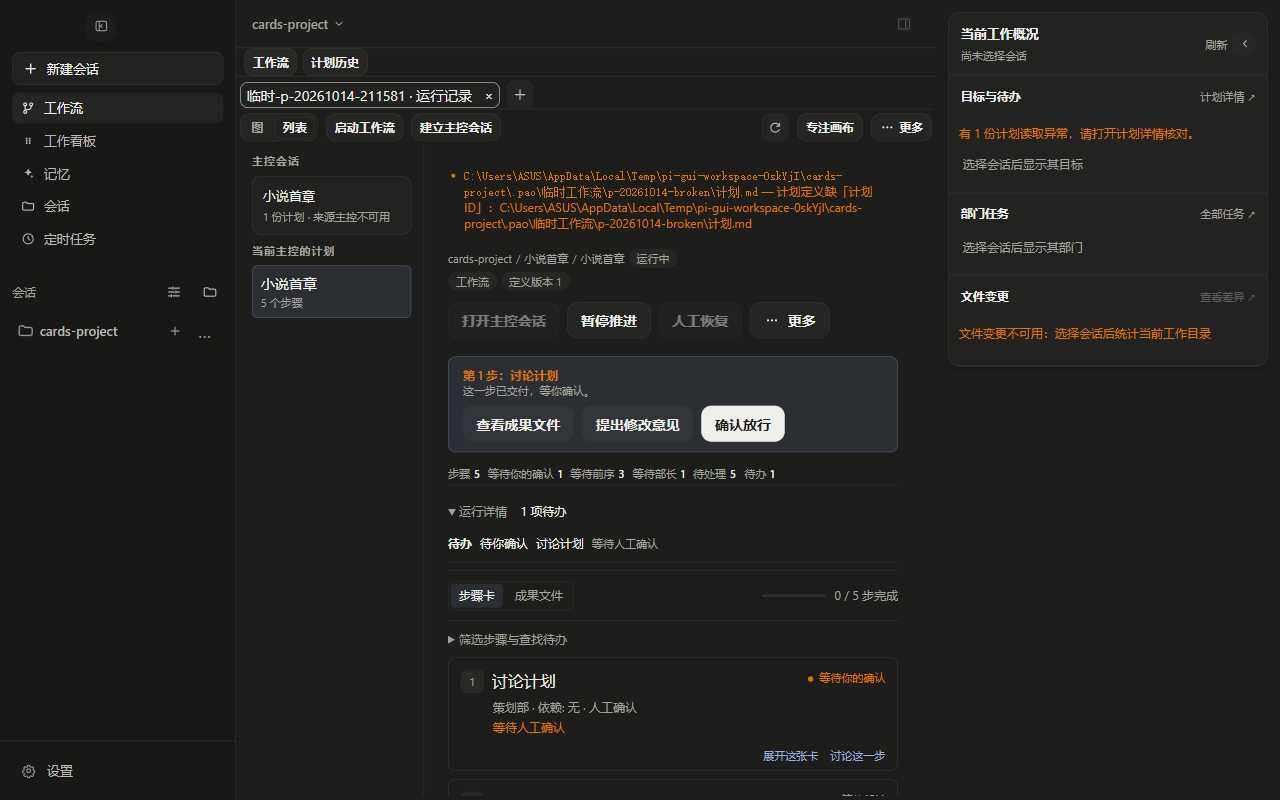 新建会话
工作流
工作看板
记忆
会话
定时任务
会话
cards-project
设置
cards-project
工作流 计划历史
临时-p-20261014-211581 · 运行记录 ×
图 列表 启动工作流 建立主控会话 专注画布 ··· 更多
主控会话
小说首章
1 份计划 · 来源主控不可用
当前主控的计划
小说首章
5 个步骤
C:\Users\ASUS\AppData\Local\Temp\pi-gui-workspace-0skYjI\cards-
project\.pao\临时工作流\p-20261014-broken\计划.md — 计划定义缺「计划
ID」: C:\Users\ASUS\AppData\Local\Temp\pi-gui-workspace-0skYjI\cards-
project\.pao\临时工作流\p-20261014-broken\计划.md
cards-project / 小说首章 / 小说首章 运行中
工作流 定义版本 1
打开主控会话 暂停推进 人工恢复 ··· 更多
第 1 步：讨论计划
这一步已交付，等你确认。
查看成果文件 提出修改意见 确认放行
步骤 5 等待你的确认 1 等待前序 3 等待部长 1 待处理 5 待办 1
运行详情 1 项待办
待办 待你确认 讨论计划 等待人工确认
步骤卡 成果文件 0 / 5 步完成
筛选步骤与查找待办
1 讨论计划 等待你的确认
策划部 · 依赖: 无 · 人工确认
等待人工确认
展开这张卡 讨论这一步
当前工作概况
尚未选择会话
刷新
目标与待办 计划详情 ↗
有 1 份计划读取异常，请打开计划详情核对。
选择会话后显示其目标
部门任务 全部任务 ↗
选择会话后显示其部门
文件变更 查看差异 ↗
文件变更不可用：选择会话后统计当前工作目录